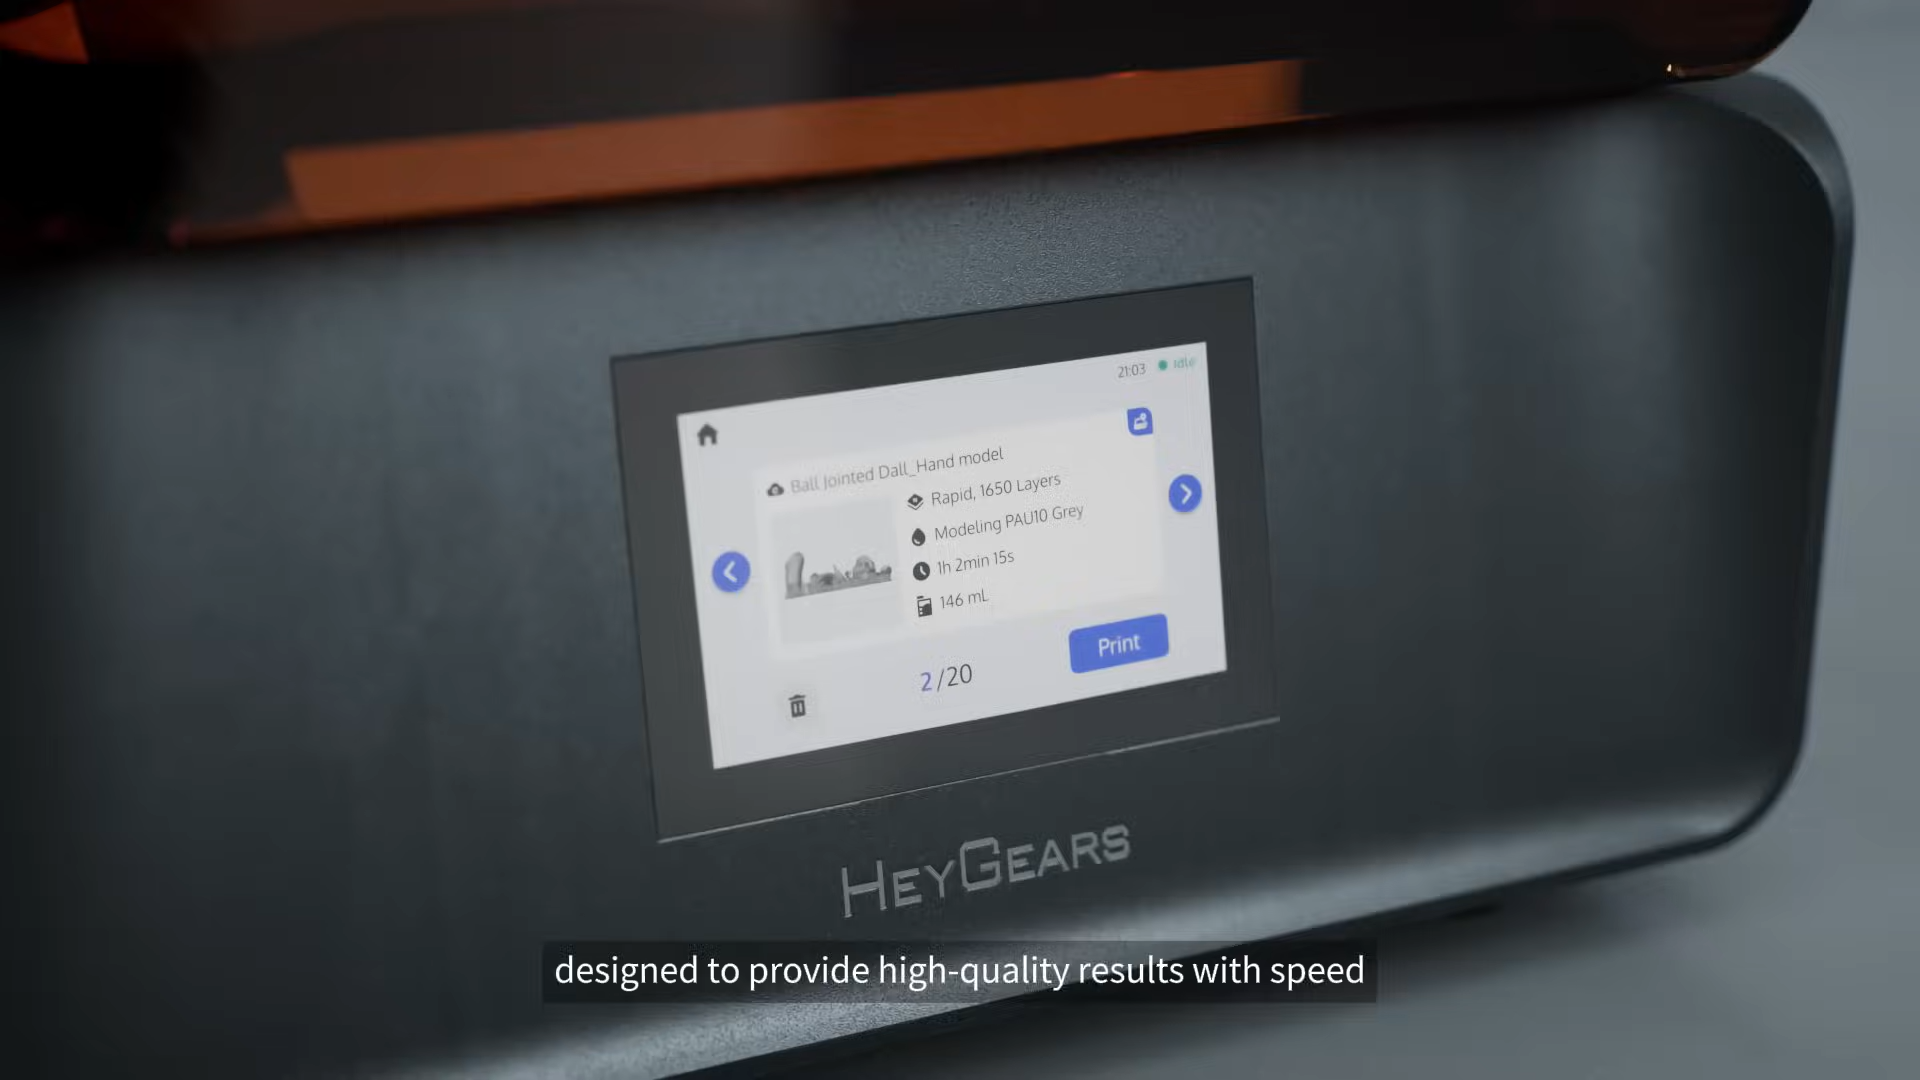 21:03 Idle
Ball Jointed Dall_Hand model
Rapid, 1650 Layers
Modeling PAU10 Grey
1h 2min 15s
146 mL
2/20
Print
HEYGEARS
designed to provide high-quality results with speed